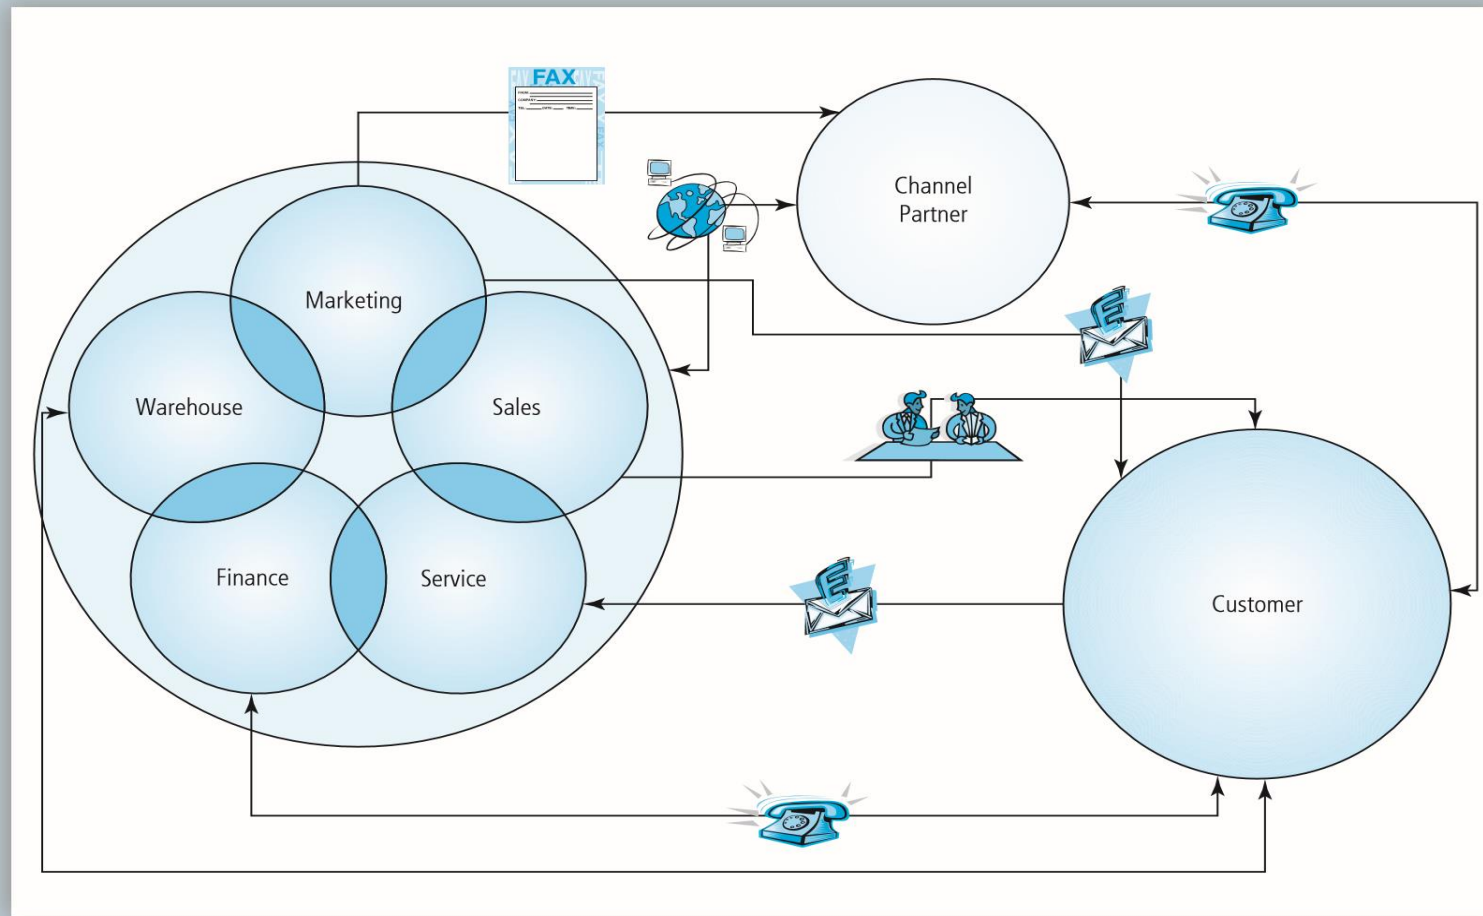 FAX
Channel
Partner
Marketing
Warehouse
Sales
Finance
Service
Customer